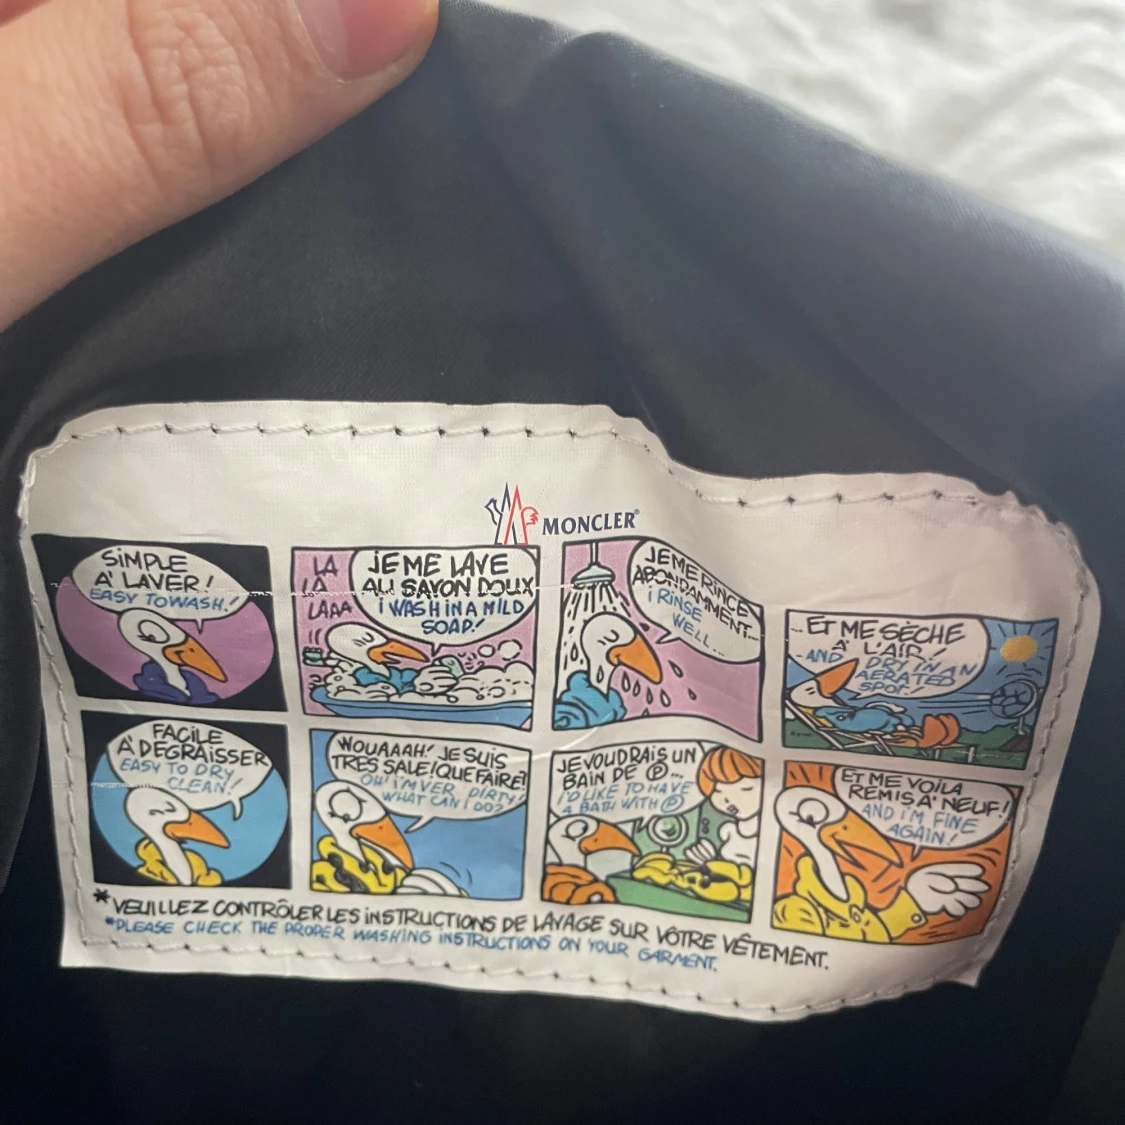 MONCLER
SiMPLE
A' LAVER!
EASY TO WASH!
LA
LA
LAAA
JE ME LAVE
AU SAVON DOUX
i WASH iN A MiLD
SOAP!
JE ME RiNCE
ABONDAMMENT...
i RiNSE
WELL...
...ET ME SÈCHE
A' L'AiR!
...AND DRY iN AN
AERATED
SPOT!
FACiLE
A' DEGRAiSSER
EASY TO DRY
CLEAN!
WOUAAAH! JE SUiS
TRES SALE! QUE FAiRE?
OH! i'M VERY DiRTY!
WHAT CAN i DO?
JE VOUDRAiS UN
BAiN DE Ⓟ...
i'D LiKE TO HAVE
A BATH WiTH Ⓟ
ET ME VOiLA
REMiS A' NEUF!
AND i'M FiNE
AGAiN!
*VEUiLLEZ CONTRÔLER LES iNSTRUCTiONS DE LAVAGE SUR VÔTRE VÊTEMENT.
*PLEASE CHECK THE PROPER WASHiNG iNSTRUCTiONS ON YOUR GARMENT.